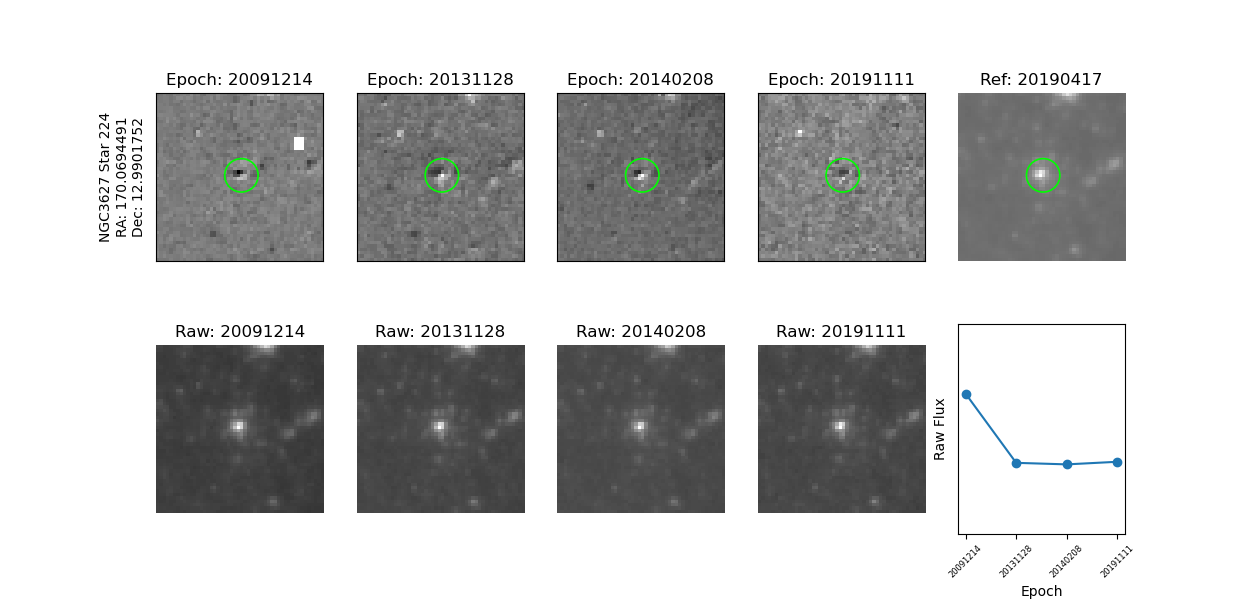 NGC3627 Star 224
RA: 170.0694491
Dec: 12.9901752
Epoch: 20091214
Epoch: 20131128
Epoch: 20140208
Epoch: 20191111
Ref: 20190417
Raw: 20091214
Raw: 20131128
Raw: 20140208
Raw: 20191111
Raw Flux
20091214
20131128
20140208
20191111
Epoch